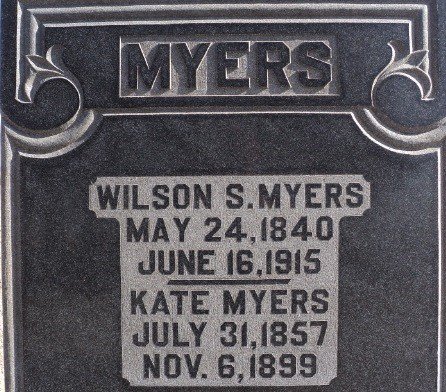 MYERS
WILSON S. MYERS
MAY 24, 1840
JUNE 16, 1915
KATE MYERS
JULY 31, 1857
NOV. 6, 1899